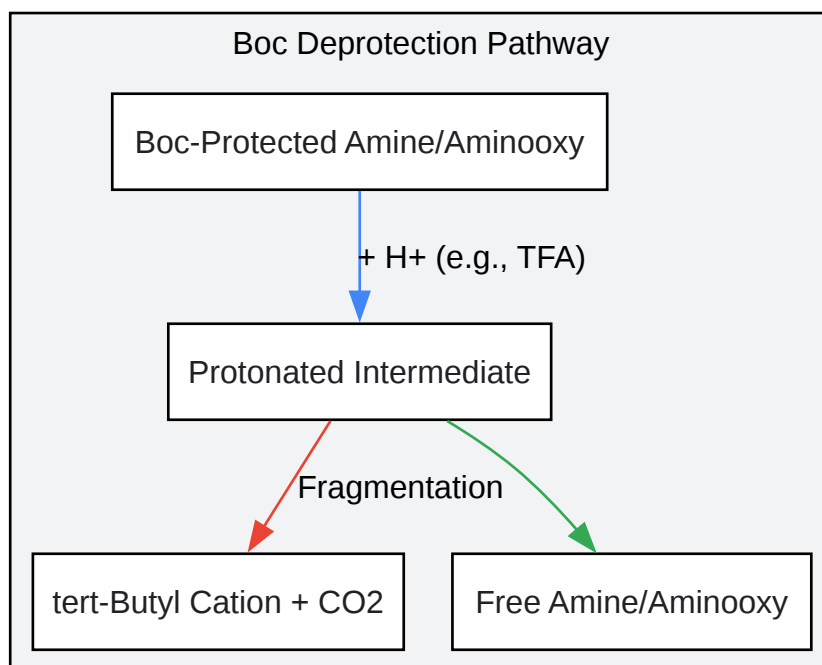 Boc Deprotection Pathway
Boc-Protected Amine/Aminooxy
+ H+ (e.g., TFA)
Protonated Intermediate
Fragmentation
tert-Butyl Cation + CO2
Free Amine/Aminooxy